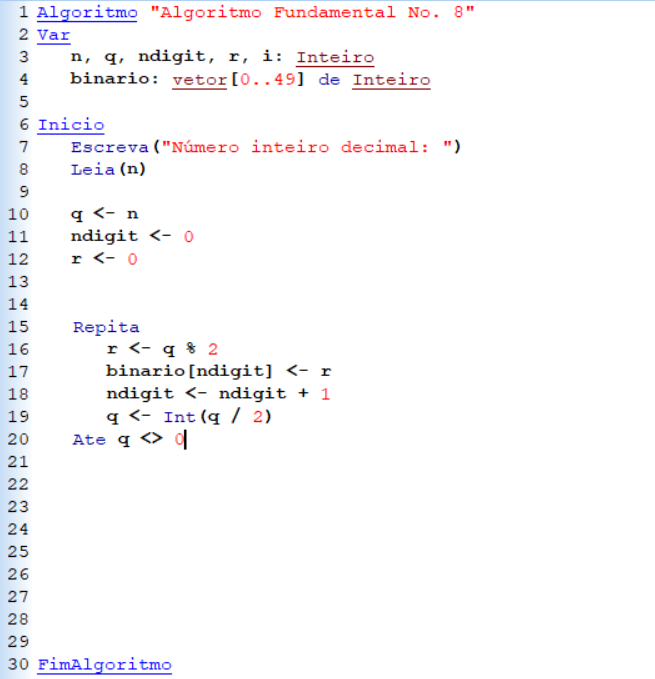 1 Algoritmo "Algoritmo Fundamental No. 8"
2 Var
3 n, q, ndigit, r, i: Inteiro
4 binario: vetor[0..49] de Inteiro
5
6 Inicio
7 Escreva("Número inteiro decimal: ")
8 Leia(n)
9
10 q <- n
11 ndigit <- 0
12 r <- 0
13
14
15 Repita
16 r <- q % 2
17 binario[ndigit] <- r
18 ndigit <- ndigit + 1
19 q <- Int(q / 2)
20 Ate q <> 0
21
22
23
24
25
26
27
28
29
30 FimAlgoritmo